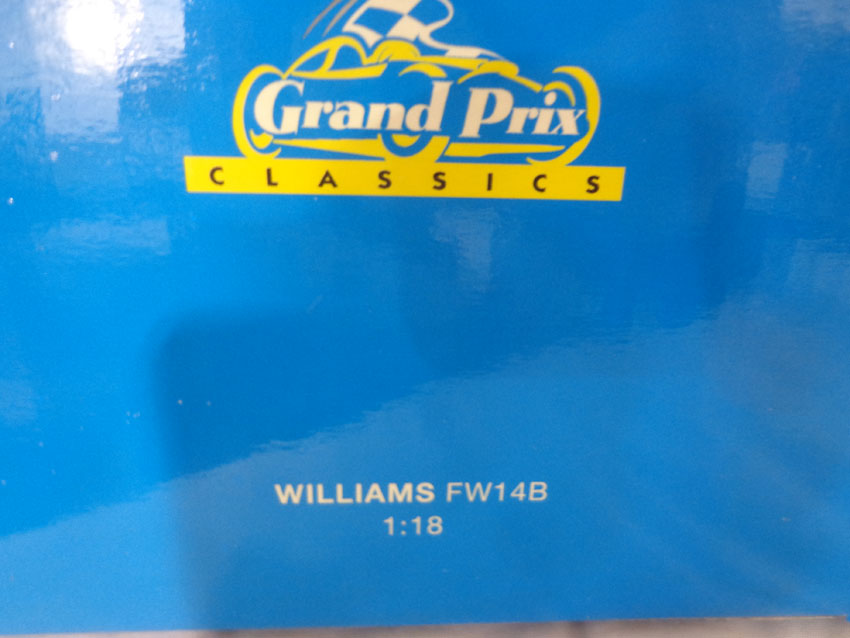 Grand Prix
CLASSICS
WILLIAMS FW14B
1:18